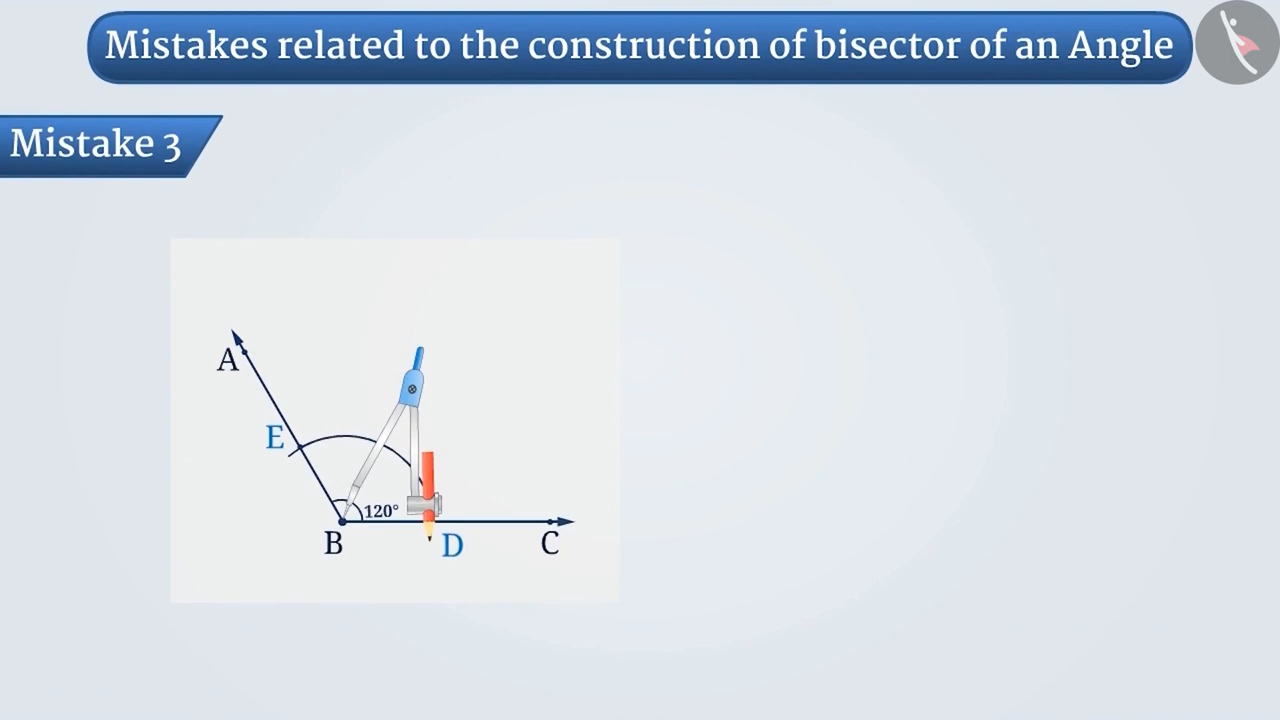 Mistakes related to the construction of bisector of an Angle
Mistake 3
A
E
120°
B
D
C